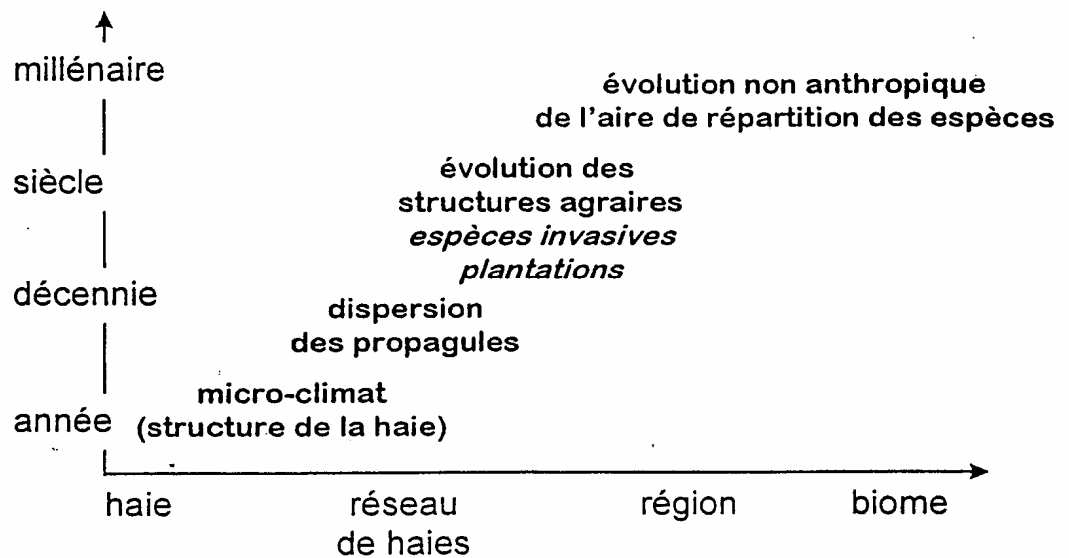 millénaire
évolution non anthropique
de l'aire de répartition des espèces
siècle
évolution des
structures agraires
espèces invasives
plantations
décennie
dispersion
des propagules
micro-climat
année
(structure de la haie)
haie
réseau
de haies
région
biome